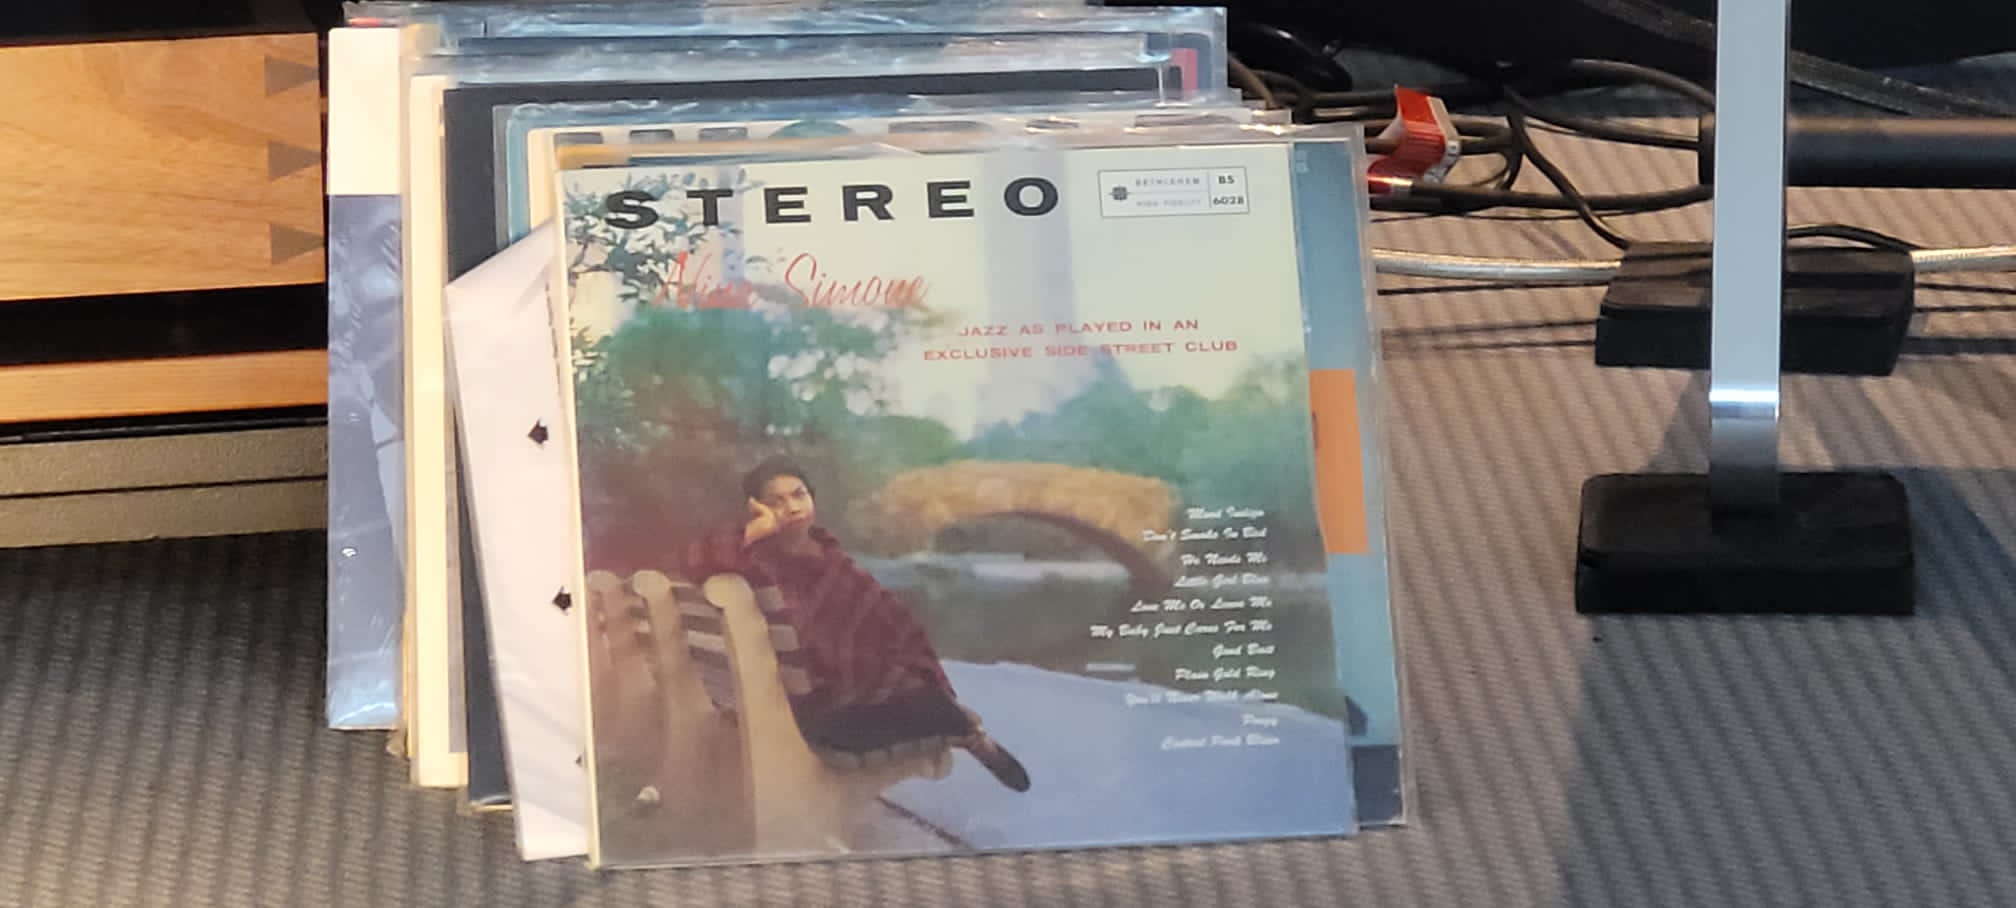 STEREO
BETHLEHEM
HIGH FIDELITY
BS
6028
Nina Simone
JAZZ AS PLAYED IN AN
EXCLUSIVE SIDE STREET CLUB
Mood Indigo
Don't Smoke In Bed
He Needs Me
Little Girl Blue
Love Me Or Leave Me
My Baby Just Cares For Me
Good Bait
Plain Gold Ring
You'll Never Walk Alone
Central Park Blues